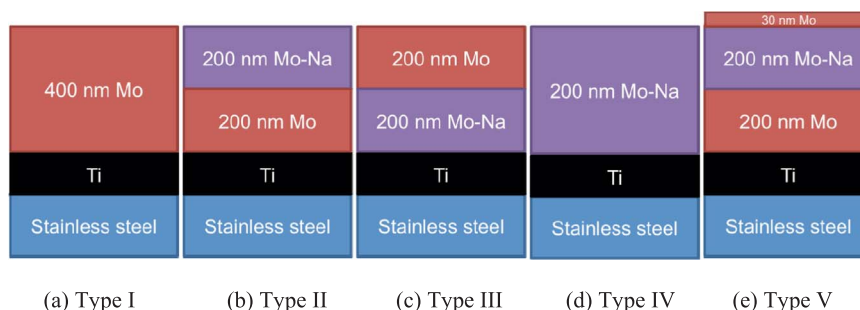 400 nm Mo
Ti
Stainless steel
(a) Type I
200 nm Mo-Na
200 nm Mo
Ti
Stainless steel
(b) Type II
200 nm Mo
200 nm Mo-Na
Ti
Stainless steel
(c) Type III
200 nm Mo-Na
Ti
Stainless steel
(d) Type IV
30 nm Mo
200 nm Mo-Na
200 nm Mo
Ti
Stainless steel
(e) Type V